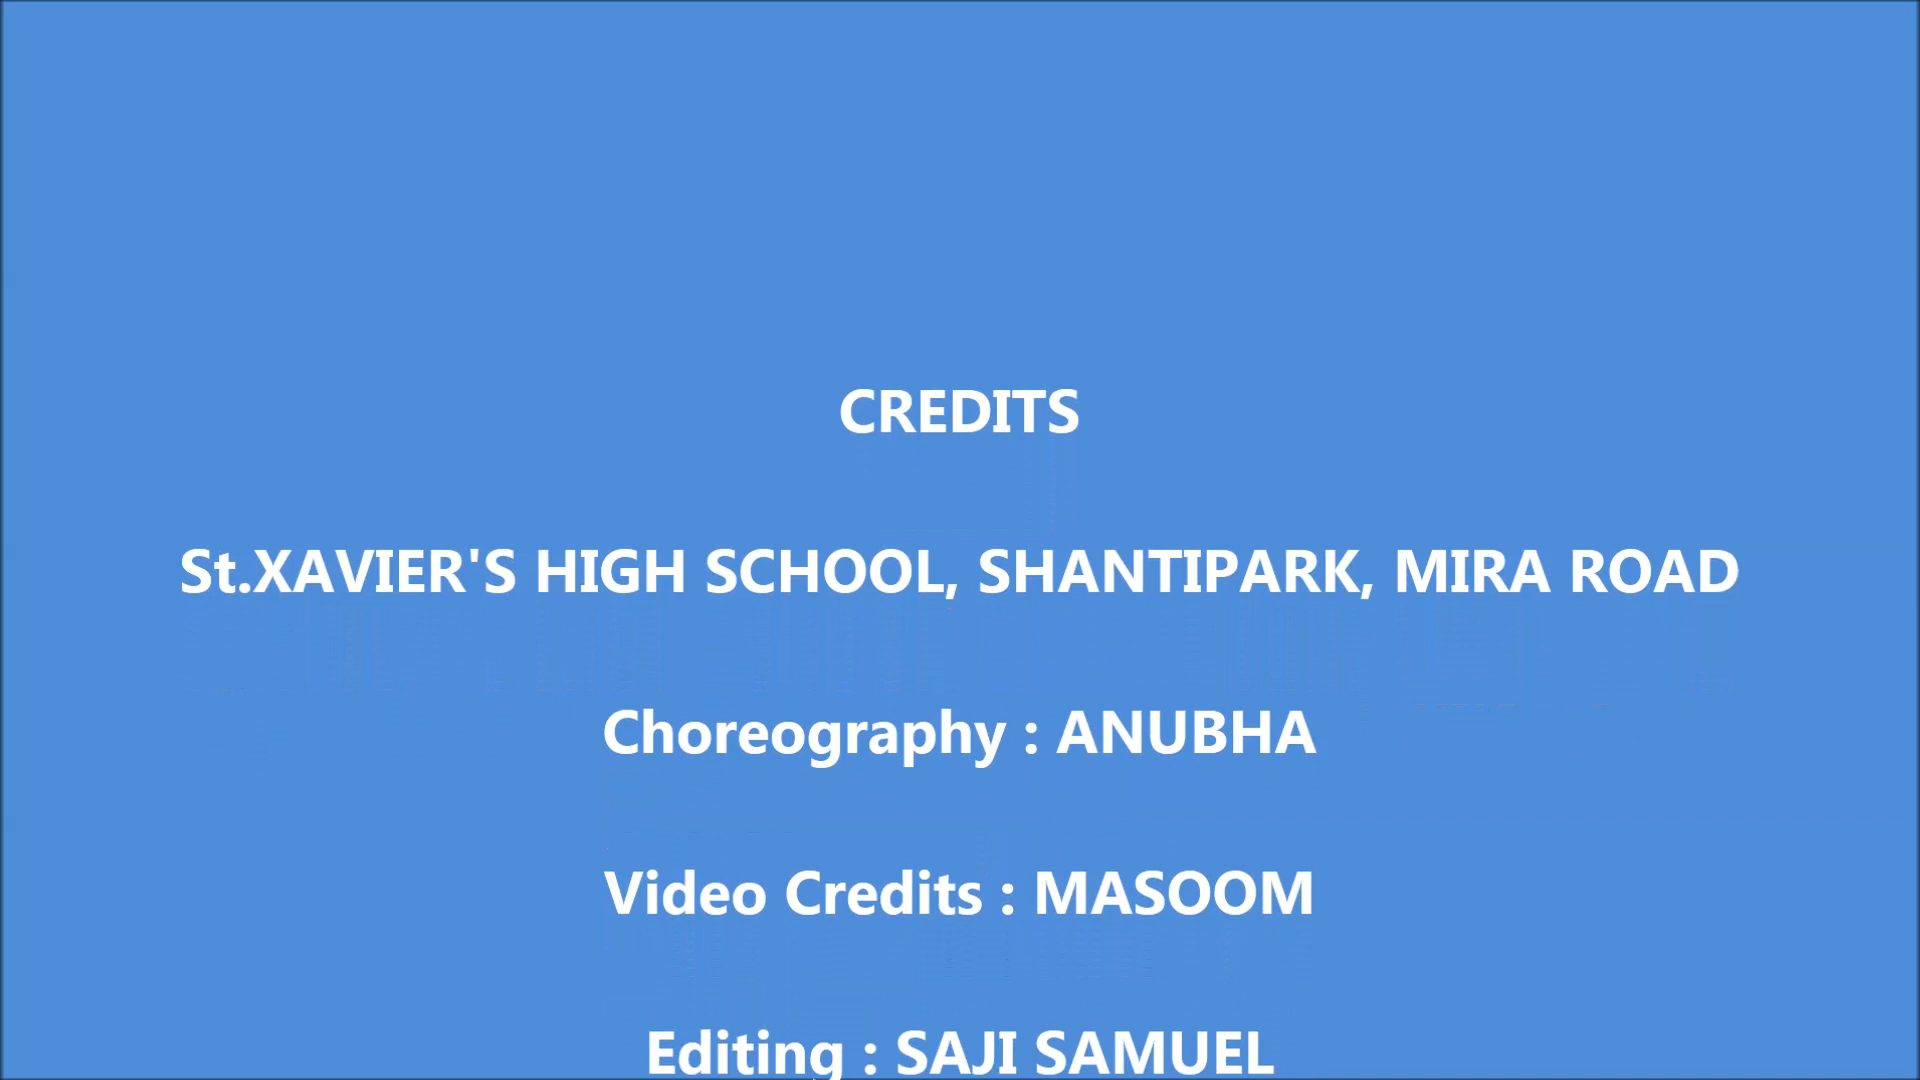 CREDITS
St.XAVIER'S HIGH SCHOOL, SHANTIPARK, MIRA ROAD
Choreography : ANUBHA
Video Credits : MASOOM
Editing : SAJI SAMUEL